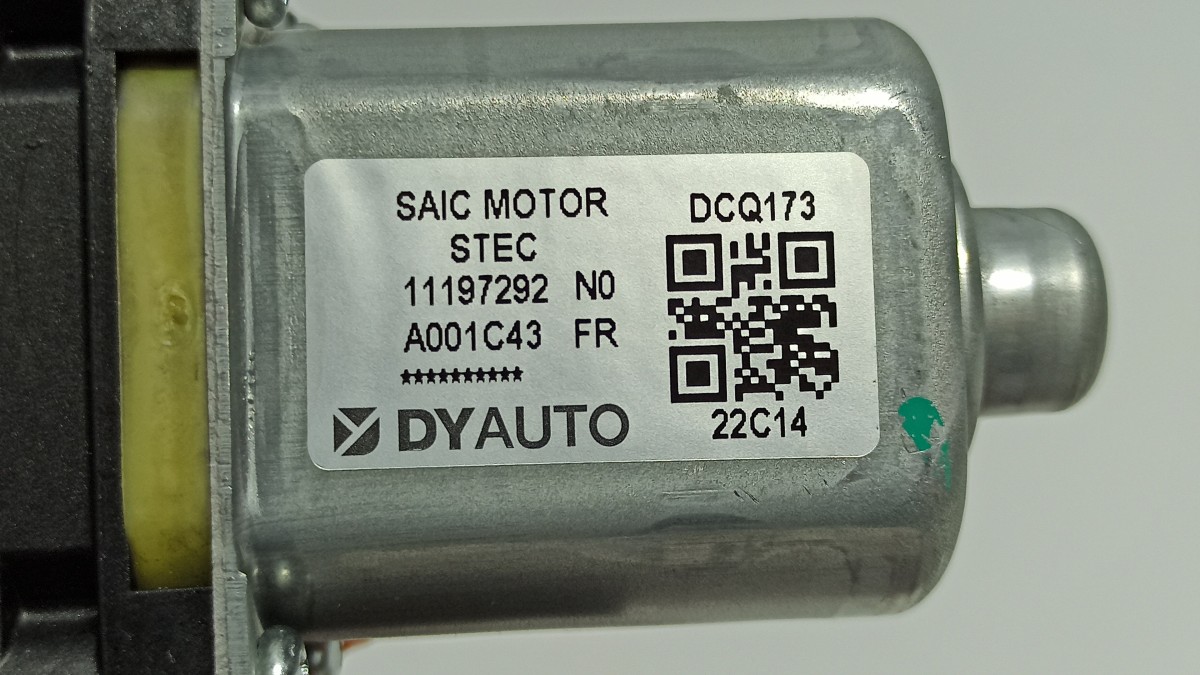 SAIC MOTOR
STEC
11197292 N0
A001C43 FR
**********
DYAUTO
DCQ173
22C14